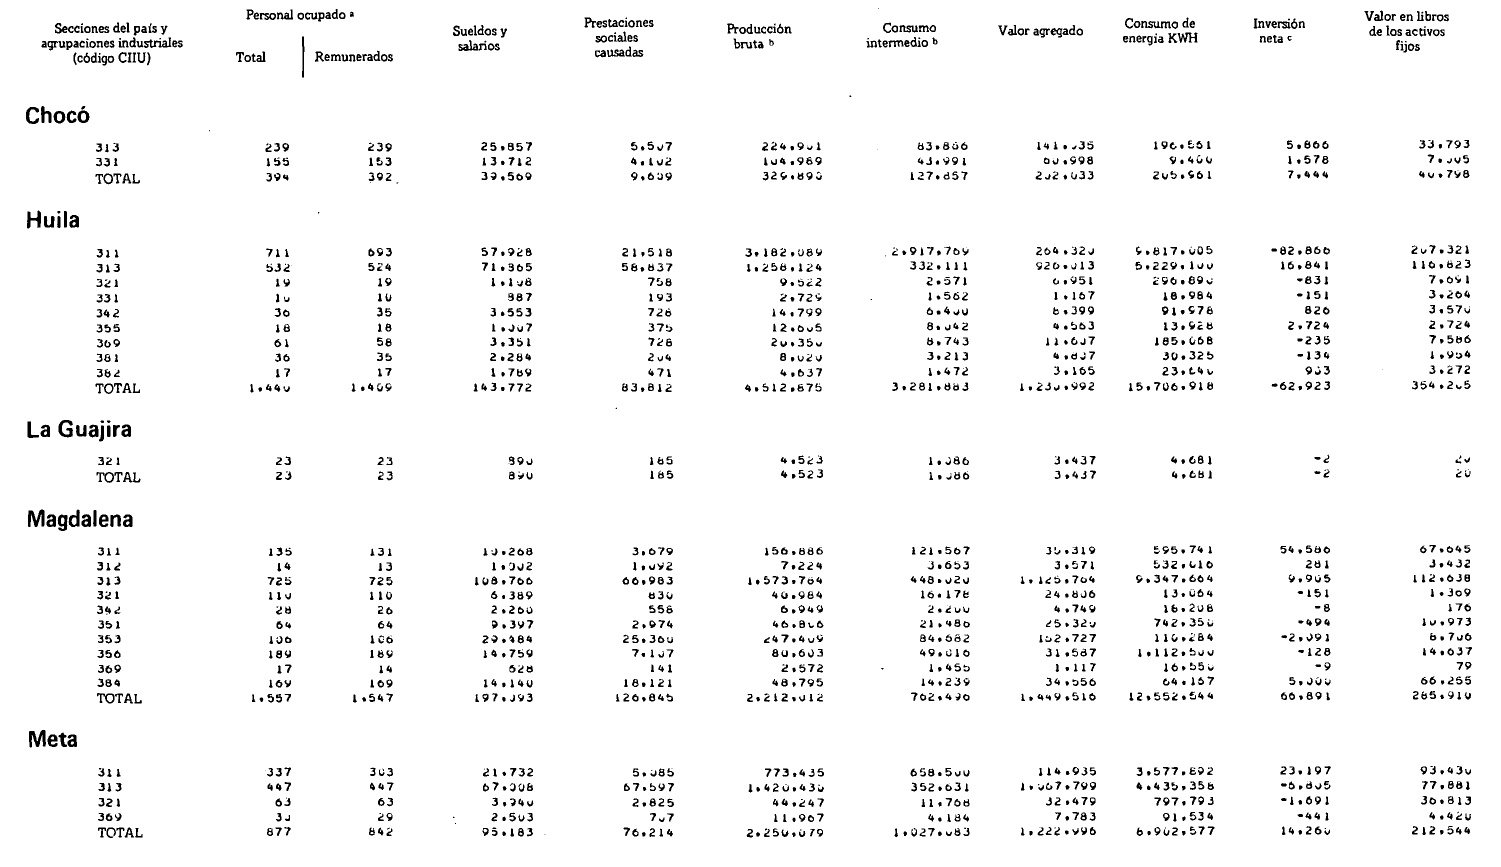 Secciones del país y agrupaciones industriales (código CIIU) Personal ocupado a Total Remunerados Sueldos y salarios Prestaciones sociales causadas Producción bruta b Consumo intermedio b Valor agregado Consumo de energía KWH Inversión neta c Valor en libros de los activos fijos
Chocó
313 239 239 25.857 5.507 224.901 83.866 141.035 196.561 5.866 33.793
331 155 153 13.712 4.102 104.989 43.991 60.998 9.400 1.578 7.005
TOTAL 394 392 39.569 9.609 329.890 127.857 202.033 205.961 7.444 40.798
Huila
311 711 693 57.928 21.518 3.182.089 2.917.769 264.320 9.817.005 -82.866 207.321
313 532 524 71.865 58.837 1.258.124 332.111 926.013 5.229.100 16.841 116.823
321 19 19 1.108 758 9.522 2.571 6.951 296.890 -831 7.691
331 10 10 887 193 2.729 1.562 1.167 18.984 -151 3.264
342 36 35 3.553 728 14.799 6.400 8.399 91.978 826 3.570
355 18 18 1.007 375 12.605 8.042 4.563 13.928 2.724 2.724
369 61 58 3.351 728 20.350 8.743 11.607 185.068 -235 7.586
381 36 35 2.284 204 8.020 3.213 4.807 30.325 -134 1.954
382 17 17 1.789 471 4.637 1.472 3.165 23.640 903 3.272
TOTAL 1.440 1.409 143.772 83.812 4.512.875 3.281.883 1.230.992 15.706.918 -62.923 354.205
La Guajira
321 23 23 890 185 4.523 1.086 3.437 4.681 -2 20
TOTAL 23 23 890 185 4.523 1.086 3.437 4.681 -2 20
Magdalena
311 135 131 10.268 3.679 156.886 121.567 35.319 595.741 54.586 67.645
312 14 13 1.002 1.092 7.224 3.653 3.571 532.016 281 3.432
313 725 725 108.766 66.983 1.573.784 448.020 1.125.764 9.347.664 9.905 112.638
321 110 110 6.389 830 40.984 16.178 24.806 13.064 -151 1.369
342 28 26 2.260 558 6.949 2.200 4.749 16.208 -8 176
351 64 64 9.397 2.974 46.806 21.486 25.320 742.350 -494 10.973
353 106 106 29.484 25.360 247.409 84.682 162.727 116.284 -2.091 8.706
356 189 189 14.759 7.107 80.603 49.016 31.587 1.112.500 -128 14.637
369 17 14 628 141 2.572 1.455 1.117 16.550 -9 79
384 169 169 14.140 18.121 48.795 14.239 34.556 64.167 5.000 66.255
TOTAL 1.557 1.547 197.093 126.845 2.212.012 762.496 1.449.516 12.552.544 66.891 285.910
Meta
311 337 303 21.732 5.085 773.435 658.500 114.935 3.577.892 23.197 93.430
313 447 447 67.008 67.597 1.420.430 352.631 1.067.799 4.435.358 -6.805 77.881
321 63 63 3.940 2.825 44.247 11.768 32.479 797.793 -1.691 36.813
369 30 29 2.503 707 11.967 4.184 7.783 91.534 -441 4.420
TOTAL 877 842 95.183 76.214 2.250.079 1.027.083 1.222.996 8.902.577 14.260 212.544